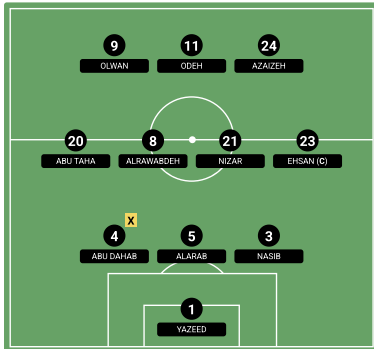 9 11 24
OLWAN ODEH AZAIZEH
20 8 21 23
ABU TAHA ALRAWABDEH NIZAR EHSAN (C)
X
4 5 3
ABU DAHAB ALARAB NASIB
1
YAZEED